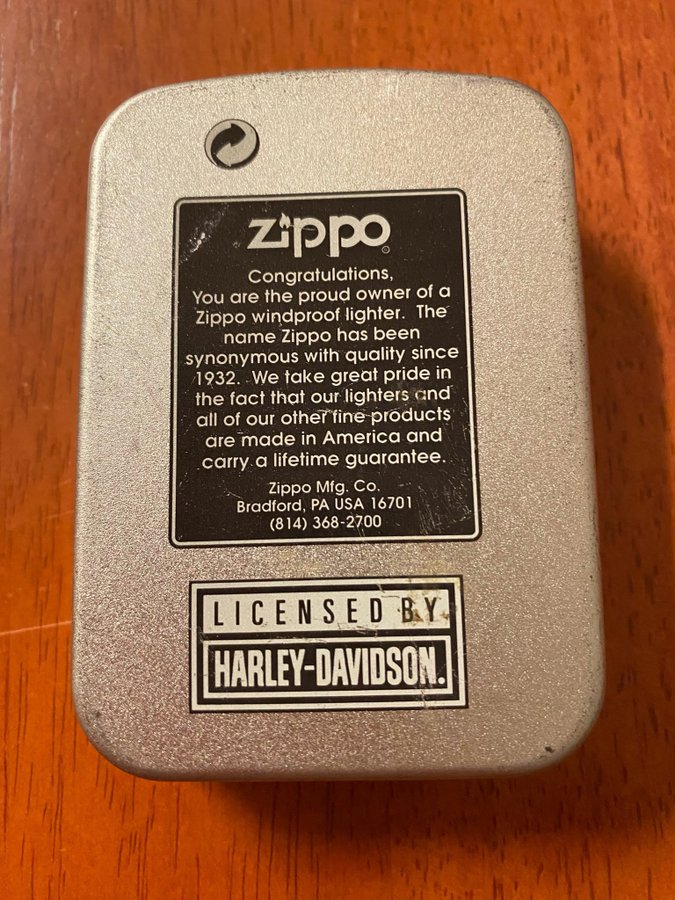 zippo
Congratulations,
You are the proud owner of a
Zippo windproof lighter. The
name Zippo has been
synonymous with quality since
1932. We take great pride in
the fact that our lighters and
all of our other fine products
are made in America and
carry a lifetime guarantee.
Zippo Mfg. Co.
Bradford, PA USA 16701
(814) 368-2700
LICENSED BY
HARLEY-DAVIDSON.